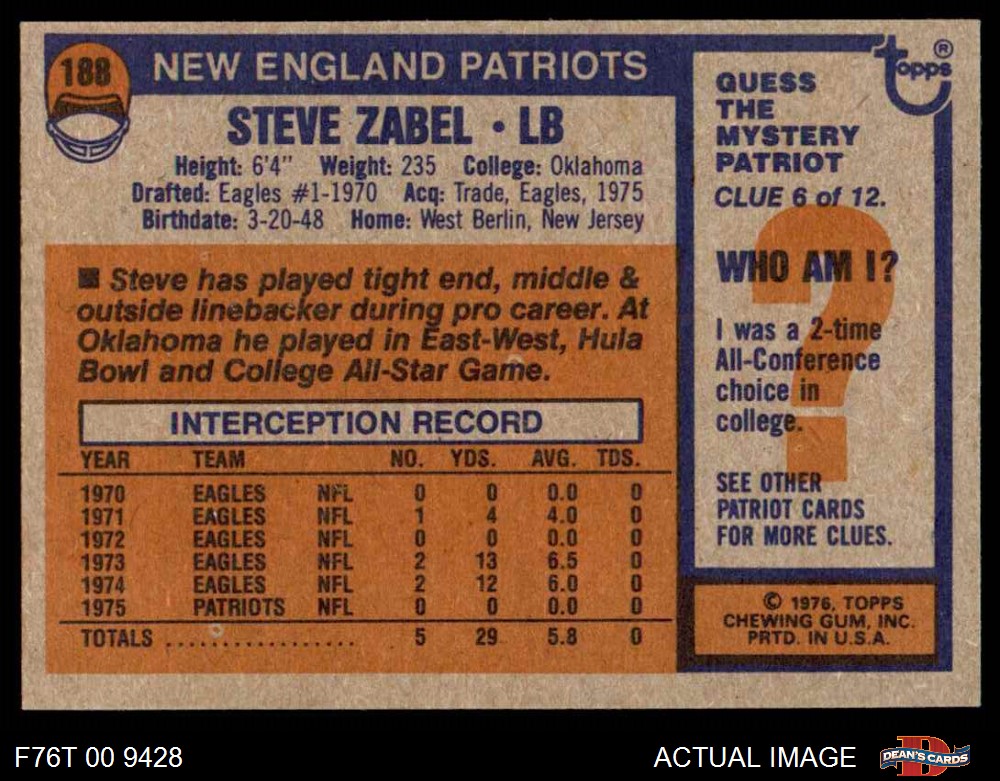 188
NEW ENGLAND PATRIOTS
STEVE ZABEL • LB
Height: 6'4" Weight: 235 College: Oklahoma
Drafted: Eagles #1-1970 Acq: Trade, Eagles, 1975
Birthdate: 3-20-48 Home: West Berlin, New Jersey
■ Steve has played tight end, middle &
outside linebacker during pro career. At
Oklahoma he played in East-West, Hula
Bowl and College All-Star Game.
INTERCEPTION RECORD
YEAR TEAM NO. YDS. AVG. TDS.
1970 EAGLES NFL 0 0 0.0 0
1971 EAGLES NFL 1 4 4.0 0
1972 EAGLES NFL 0 0 0.0 0
1973 EAGLES NFL 2 13 6.5 0
1974 EAGLES NFL 2 12 6.0 0
1975 PATRIOTS NFL 0 0 0.0 0
TOTALS .................. 5 29 5.8 0
topps ®
GUESS
THE
MYSTERY
PATRIOT
CLUE 6 of 12.
?
WHO AM I?
I was a 2-time
All-Conference
choice in
college.
SEE OTHER
PATRIOT CARDS
FOR MORE CLUES.
© 1976, TOPPS
CHEWING GUM, INC.
PRTD. IN U.S.A.
F76T 00 9428
ACTUAL IMAGE
DEAN'S CARDS